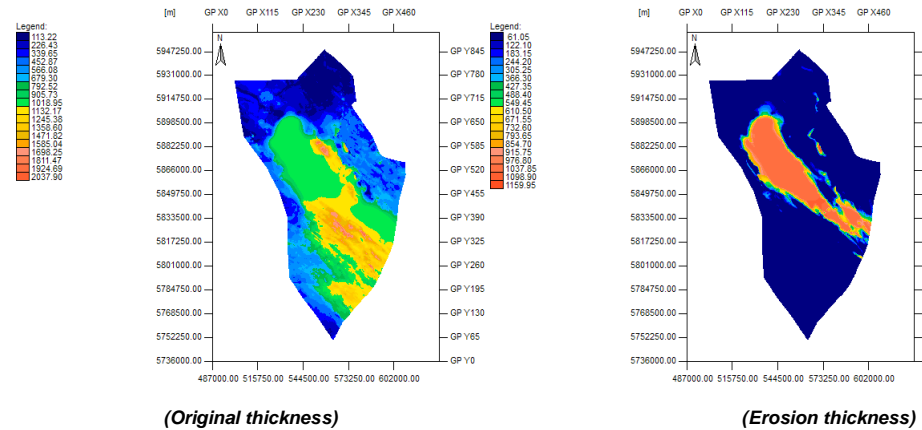 [m] GP X0 GP X115 GP X230 GP X345 GP X460
Legend:
113.22
226.43
339.65
452.87
566.08
679.30
792.52
905.73
1018.95
1132.17
1245.38
1358.60
1471.82
1585.04
1698.25
1811.47
1924.69
2037.90
N
5947250.00 GP Y845
5931000.00 GP Y780
5914750.00 GP Y715
5898500.00 GP Y650
5882250.00 GP Y585
5866000.00 GP Y520
5849750.00 GP Y455
5833500.00 GP Y390
5817250.00 GP Y325
5801000.00 GP Y260
5784750.00 GP Y195
5768500.00 GP Y130
5752250.00 GP Y65
5736000.00 GP Y0
487000.00 515750.00 544500.00 573250.00 602000.00
(Original thickness)
[m] GP X0 GP X115 GP X230 GP X345 GP X460
Legend:
61.05
122.10
183.15
244.20
305.25
366.30
427.35
488.40
549.45
610.50
671.55
732.60
793.65
854.70
915.75
976.80
1037.85
1098.90
1159.95
N
5947250.00
5931000.00
5914750.00
5898500.00
5882250.00
5866000.00
5849750.00
5833500.00
5817250.00
5801000.00
5784750.00
5768500.00
5752250.00
5736000.00
487000.00 515750.00 544500.00 573250.00 602000.00
(Erosion thickness)